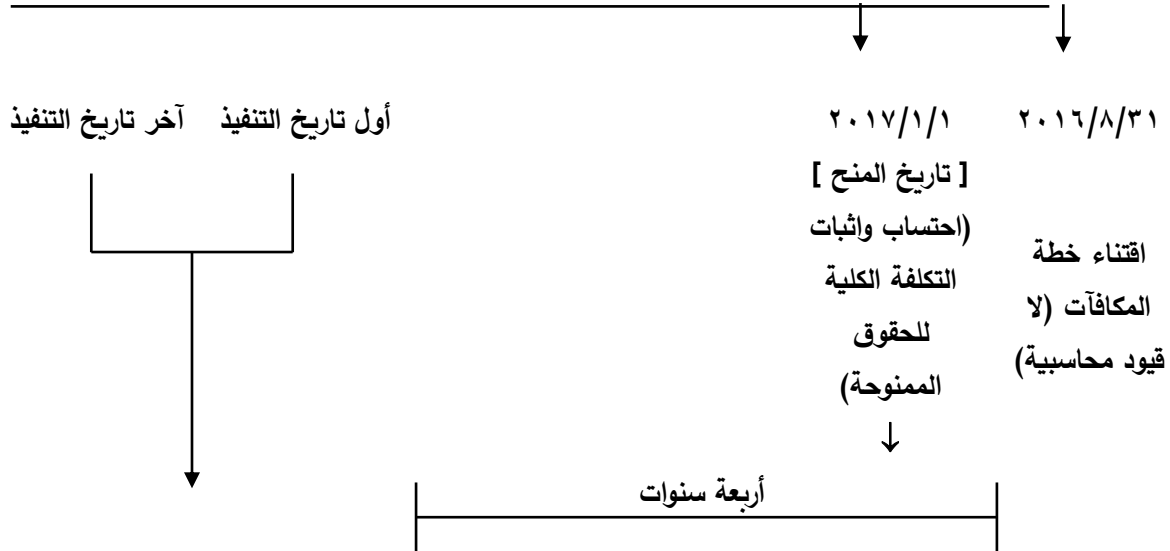 ٢٠١٦/٨/٣١
اقتناء خطة
المكافآت (لا
قيود محاسبية)
٢٠١٧/١/١
[ تاريخ المنح ]
(احتساب واثبات
التكلفة الكلية
للحقوق
الممنوحة)
أول تاريخ التنفيذ
آخر تاريخ التنفيذ
أربعة سنوات